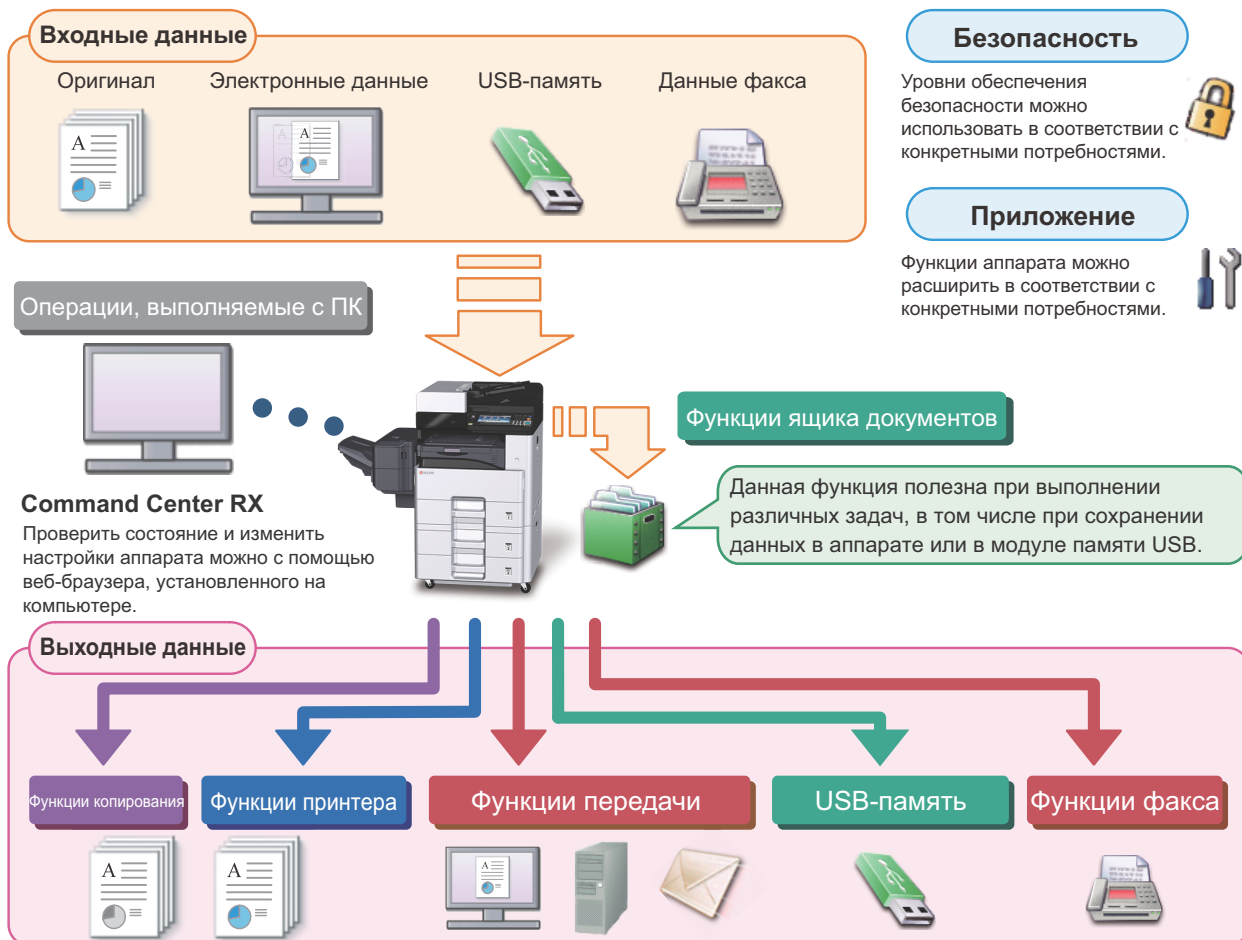 Входные данные
Оригинал
Электронные данные
USB-память
Данные факса
Безопасность
Уровни обеспечения
безопасности можно
использовать в соответствии с
конкретными потребностями.
Приложение
Функции аппарата можно
расширить в соответствии с
конкретными потребностями.
Операции, выполняемые с ПК
Command Center RX
Проверить состояние и изменить
настройки аппарата можно с помощью
веб-браузера, установленного на
компьютере.
Функции ящика документов
Данная функция полезна при выполнении
различных задач, в том числе при сохранении
данных в аппарате или в модуле памяти USB.
Выходные данные
Функции копирования
Функции принтера
Функции передачи
USB-память
Функции факса